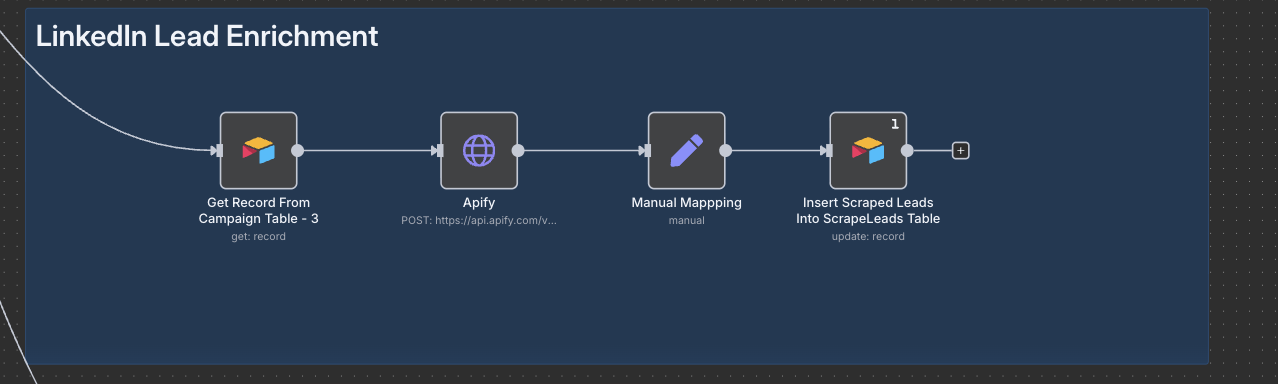 LinkedIn Lead Enrichment
1
Get Record From
Campaign Table - 3
get: record
Apify
POST: https://api.apify.com/v...
Manual Mappping
manual
Insert Scraped Leads
Into ScrapeLeads Table
update: record